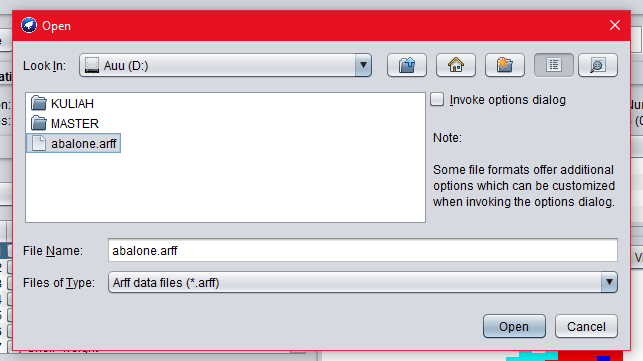 Open
Look In: Auu (D:)
KULIAH
MASTER
abalone.arff
Invoke options dialog
Note:
Some file formats offer additional
options which can be customized
when invoking the options dialog.
File Name: abalone.arff
Files of Type: Arff data files (*.arff)
Open Cancel